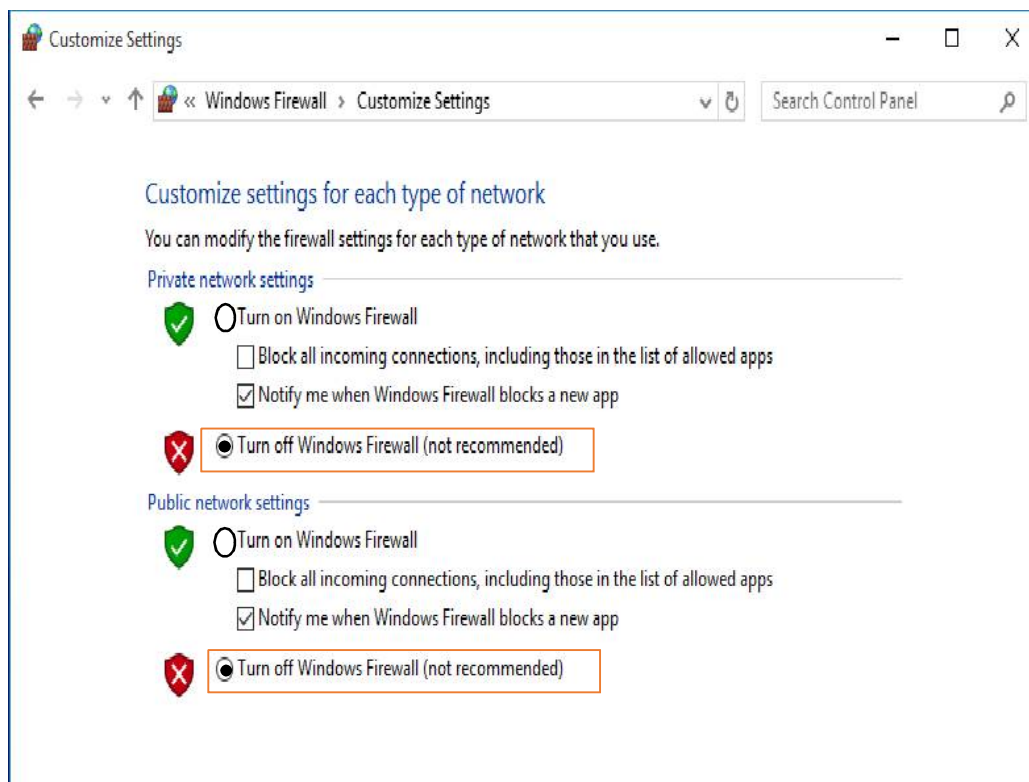 Customize Settings
« Windows Firewall › Customize Settings
Search Control Panel
Customize settings for each type of network
You can modify the firewall settings for each type of network that you use.
Private network settings
Turn on Windows Firewall
Block all incoming connections, including those in the list of allowed apps
Notify me when Windows Firewall blocks a new app
Turn off Windows Firewall (not recommended)
Public network settings
Turn on Windows Firewall
Block all incoming connections, including those in the list of allowed apps
Notify me when Windows Firewall blocks a new app
Turn off Windows Firewall (not recommended)